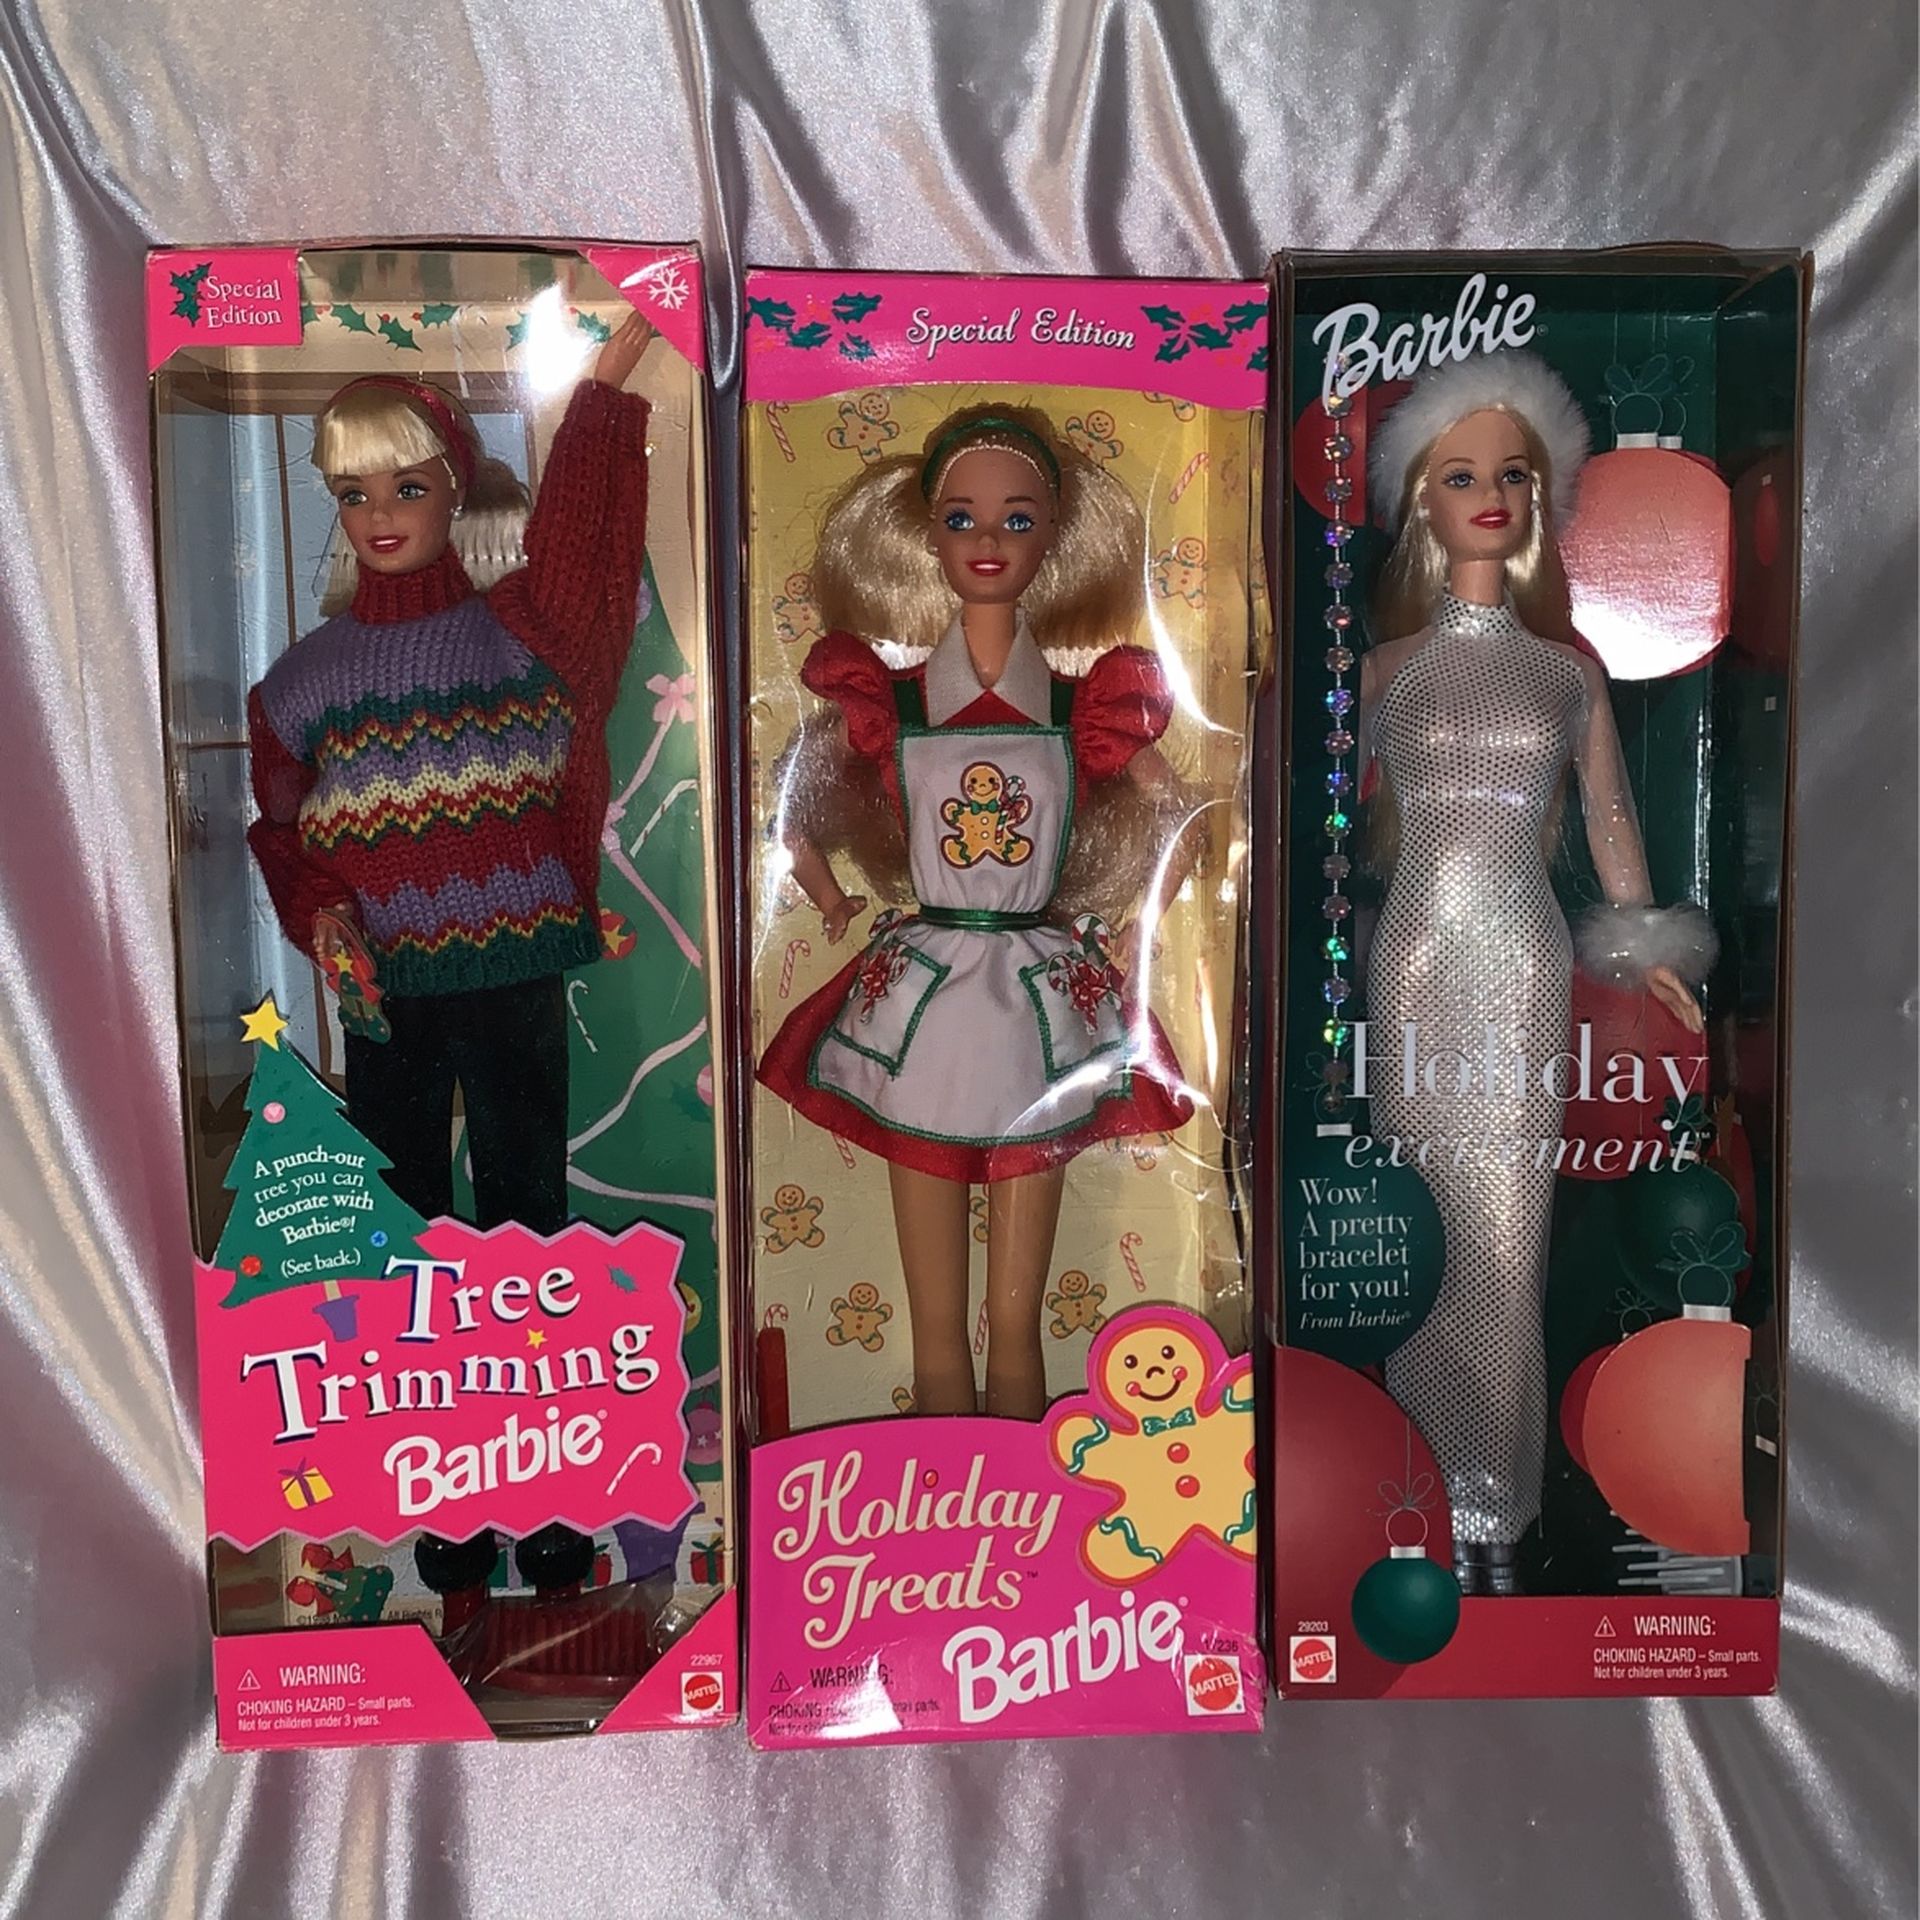 Special
Edition
A punch-out
tree you can
decorate with
Barbie®!
(See back.)
Tree
Trimming
Barbie®
WARNING:
CHOKING HAZARD – Small parts.
Not for children under 3 years.
22967
MATTEL
Special Edition
Holiday
Treats™
Barbie®
WARNING:
17236
MATTEL
Barbie®
Holiday
excitement™
Wow!
A pretty
bracelet
for you!
From Barbie®
29203
MATTEL
WARNING:
CHOKING HAZARD – Small parts.
Not for children under 3 years.